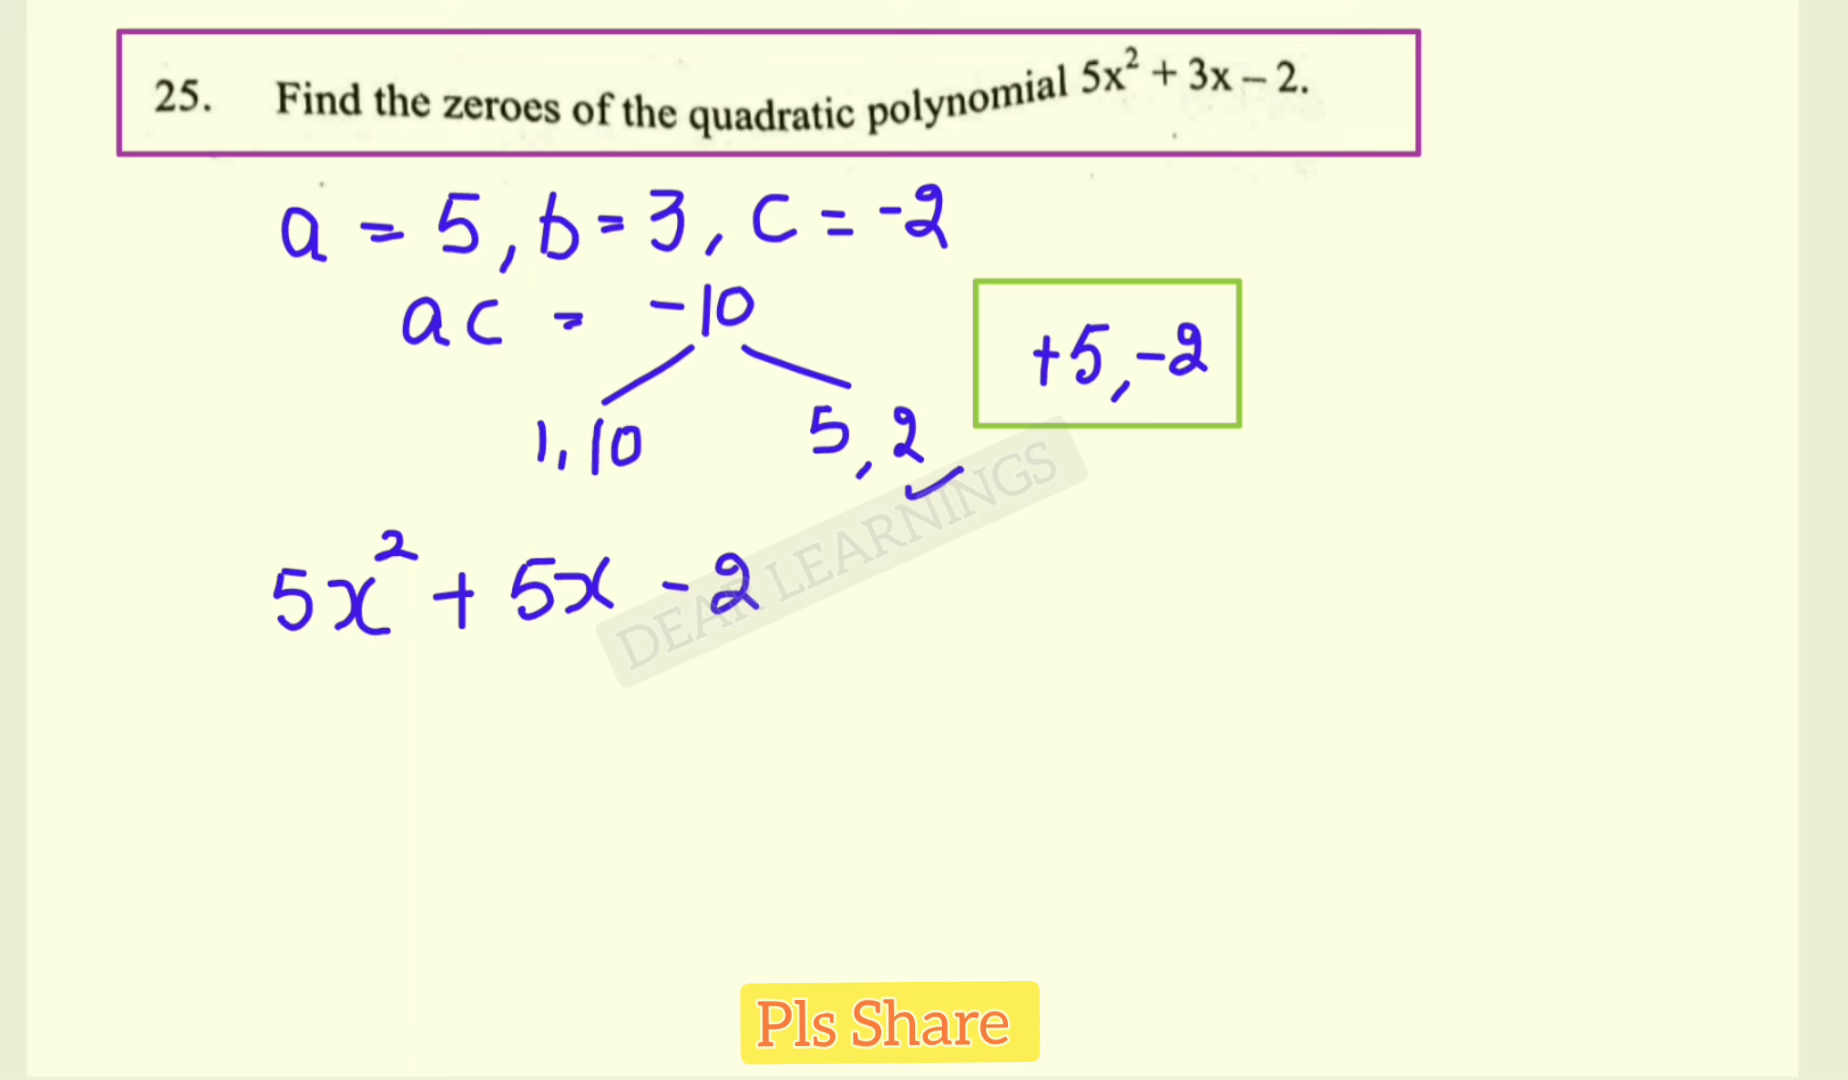 25. Find the zeroes of the quadratic polynomial 5x² + 3x – 2.
a = 5, b = 3, c = -2
ac = -10
+5, -2
1, 10 5, 2
5x² + 5x - 2
DEAR LEARNINGS
Pls Share